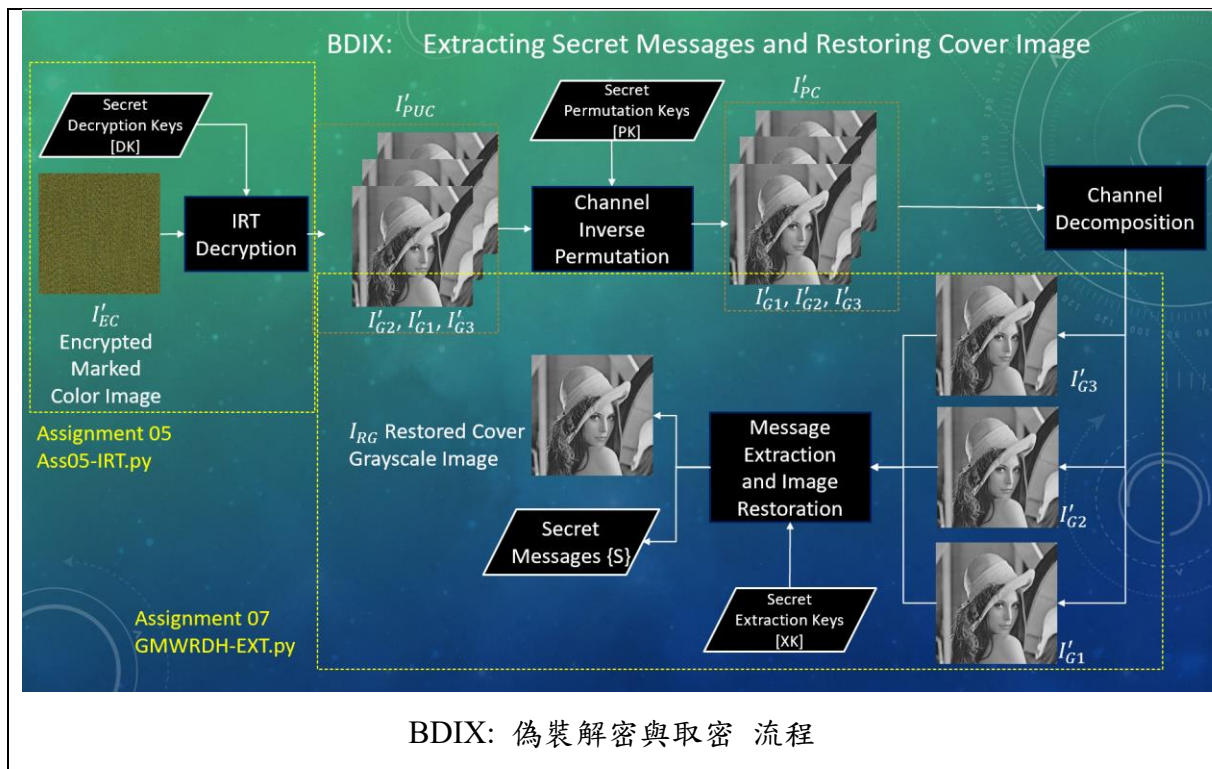 BDIX: Extracting Secret Messages and Restoring Cover Image
Secret
Decryption Keys
[DK]
I'PUC
Secret
Permutation Keys
[PK]
I'PC
IRT
Decryption
Channel
Inverse
Permutation
Channel
Decomposition
I'EC
Encrypted
Marked
Color Image
I'G2, I'G1, I'G3
I'G1, I'G2, I'G3
I'G3
Assignment 05
Ass05-IRT.py
IRG Restored Cover
Grayscale Image
Message
Extraction
and Image
Restoration
I'G2
Secret
Messages {S}
Assignment 07
GMWRDH-EXT.py
Secret
Extraction Keys
[XK]
I'G1
BDIX: 偽裝解密與取密 流程